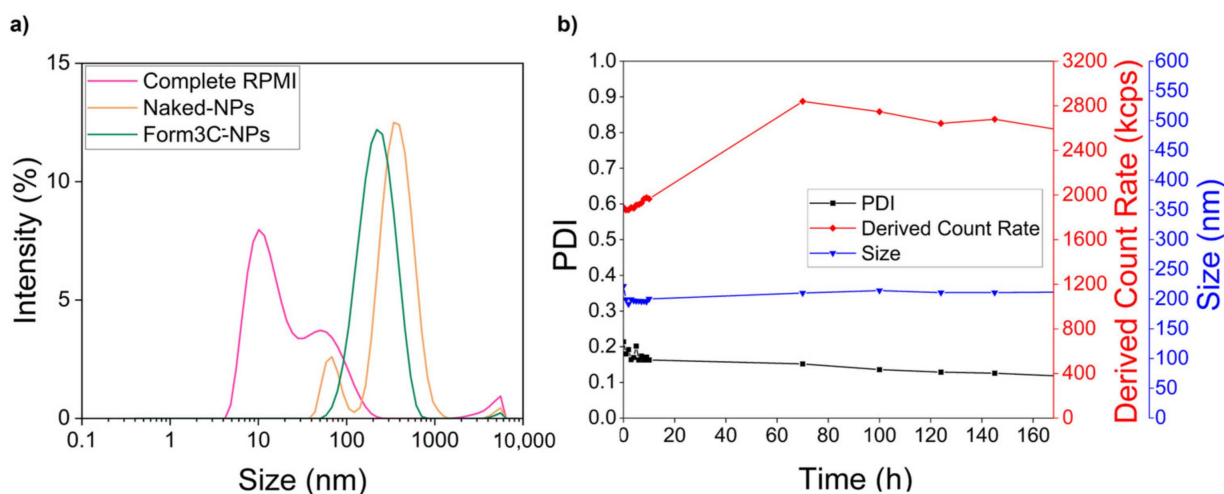 a)
15
10
5
0
Intensity (%)
Complete RPMI
Naked-NPs
Form3C-NPs
0.1 1 10 100 1000 10,000
Size (nm)
b)
1.0
0.9
0.8
0.7
0.6
0.5
0.4
0.3
0.2
0.1
0.0
PDI
PDI
Derived Count Rate
Size
0 20 40 60 80 100 120 140 160
Time (h)
3200
2800
2400
2000
1600
1200
800
400
0
Derived Count Rate (kcps)
600
550
500
450
400
350
300
250
200
150
100
50
0
Size (nm)